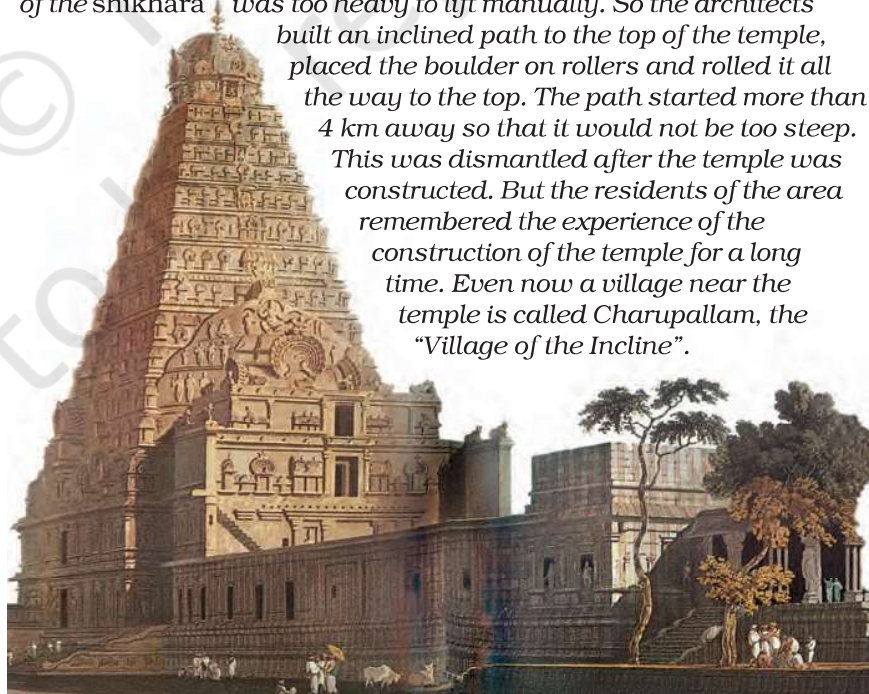 of the shikhara was too heavy to lift manually. So the architects
built an inclined path to the top of the temple,
placed the boulder on rollers and rolled it all
the way to the top. The path started more than
4 km away so that it would not be too steep.
This was dismantled after the temple was
constructed. But the residents of the area
remembered the experience of the
construction of the temple for a long
time. Even now a village near the
temple is called Charupallam, the
“Village of the Incline”.